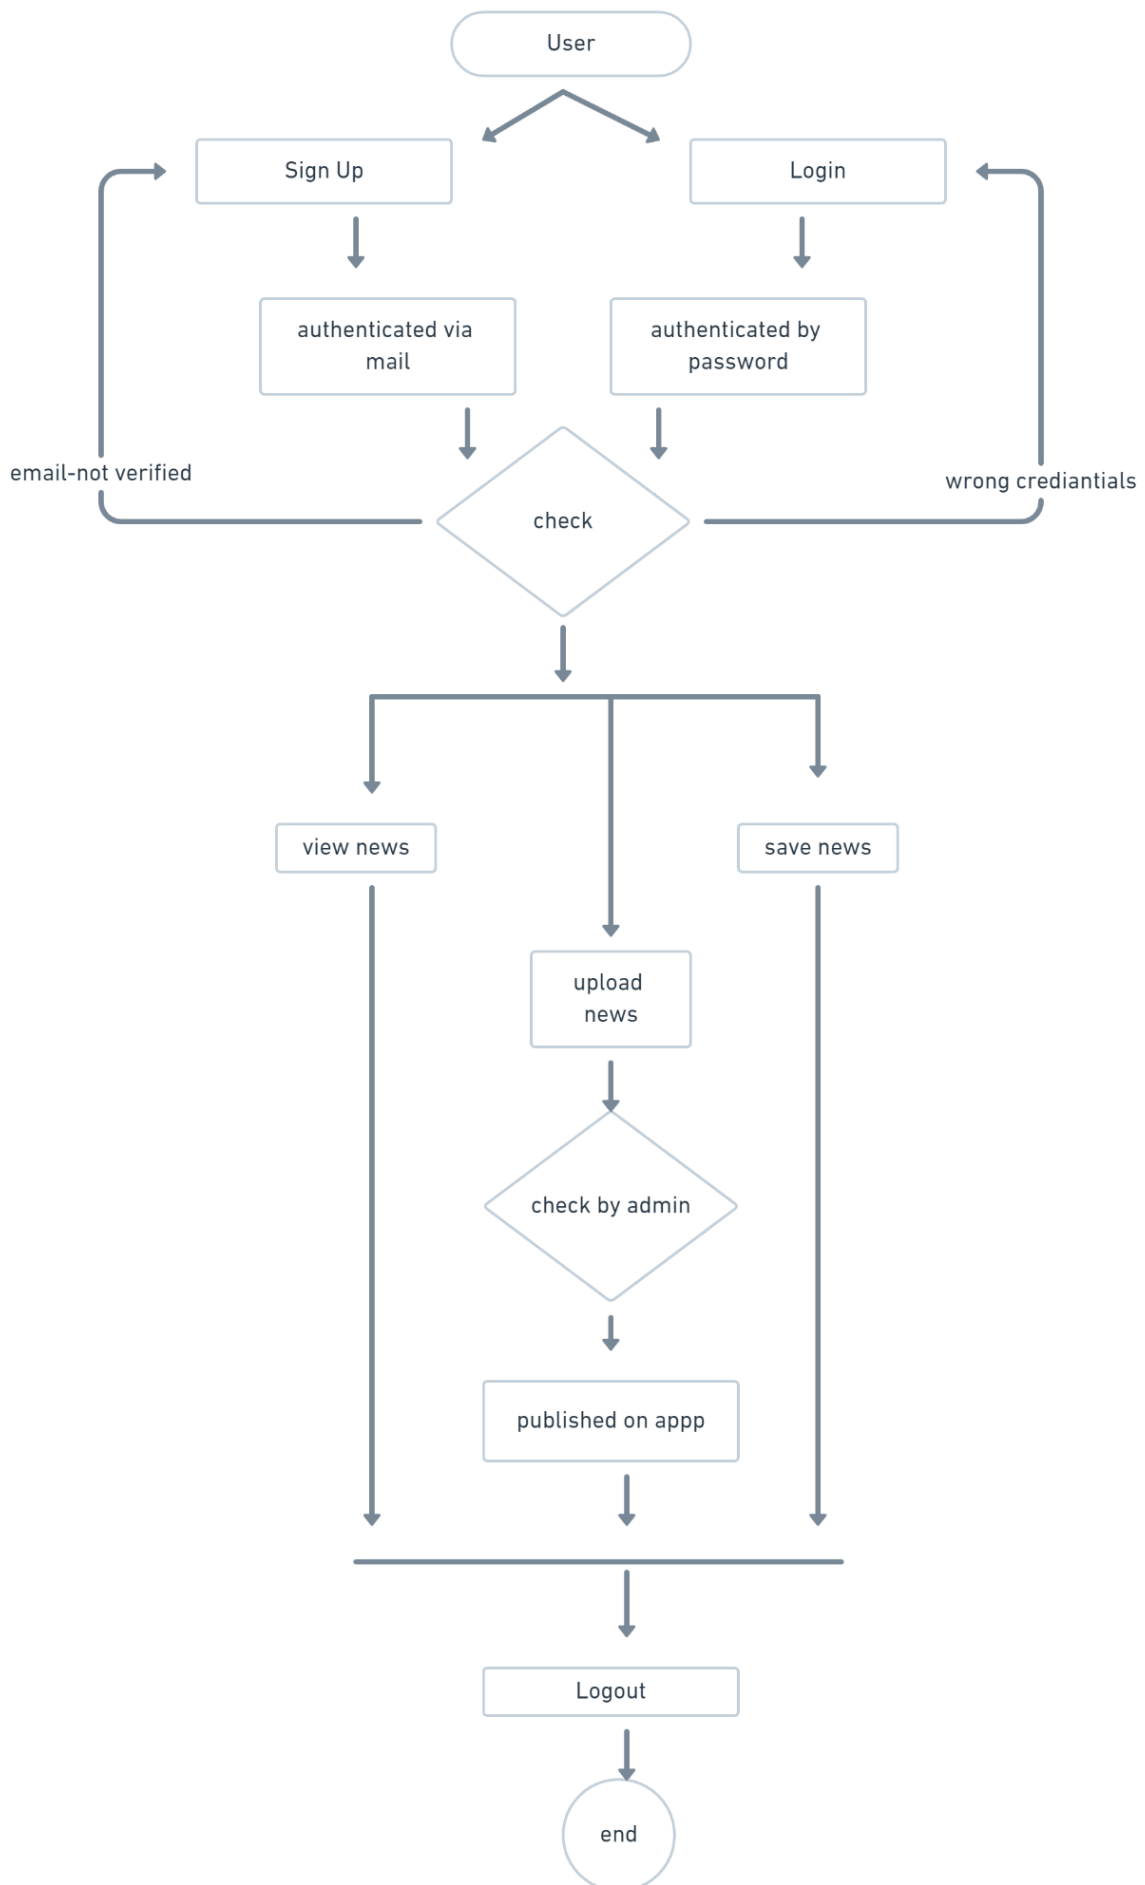 User
Sign Up
Login
authenticated via
mail
authenticated by
password
email-not verified
wrong crediantials
check
view news
save news
upload
news
check by admin
published on appp
Logout
end